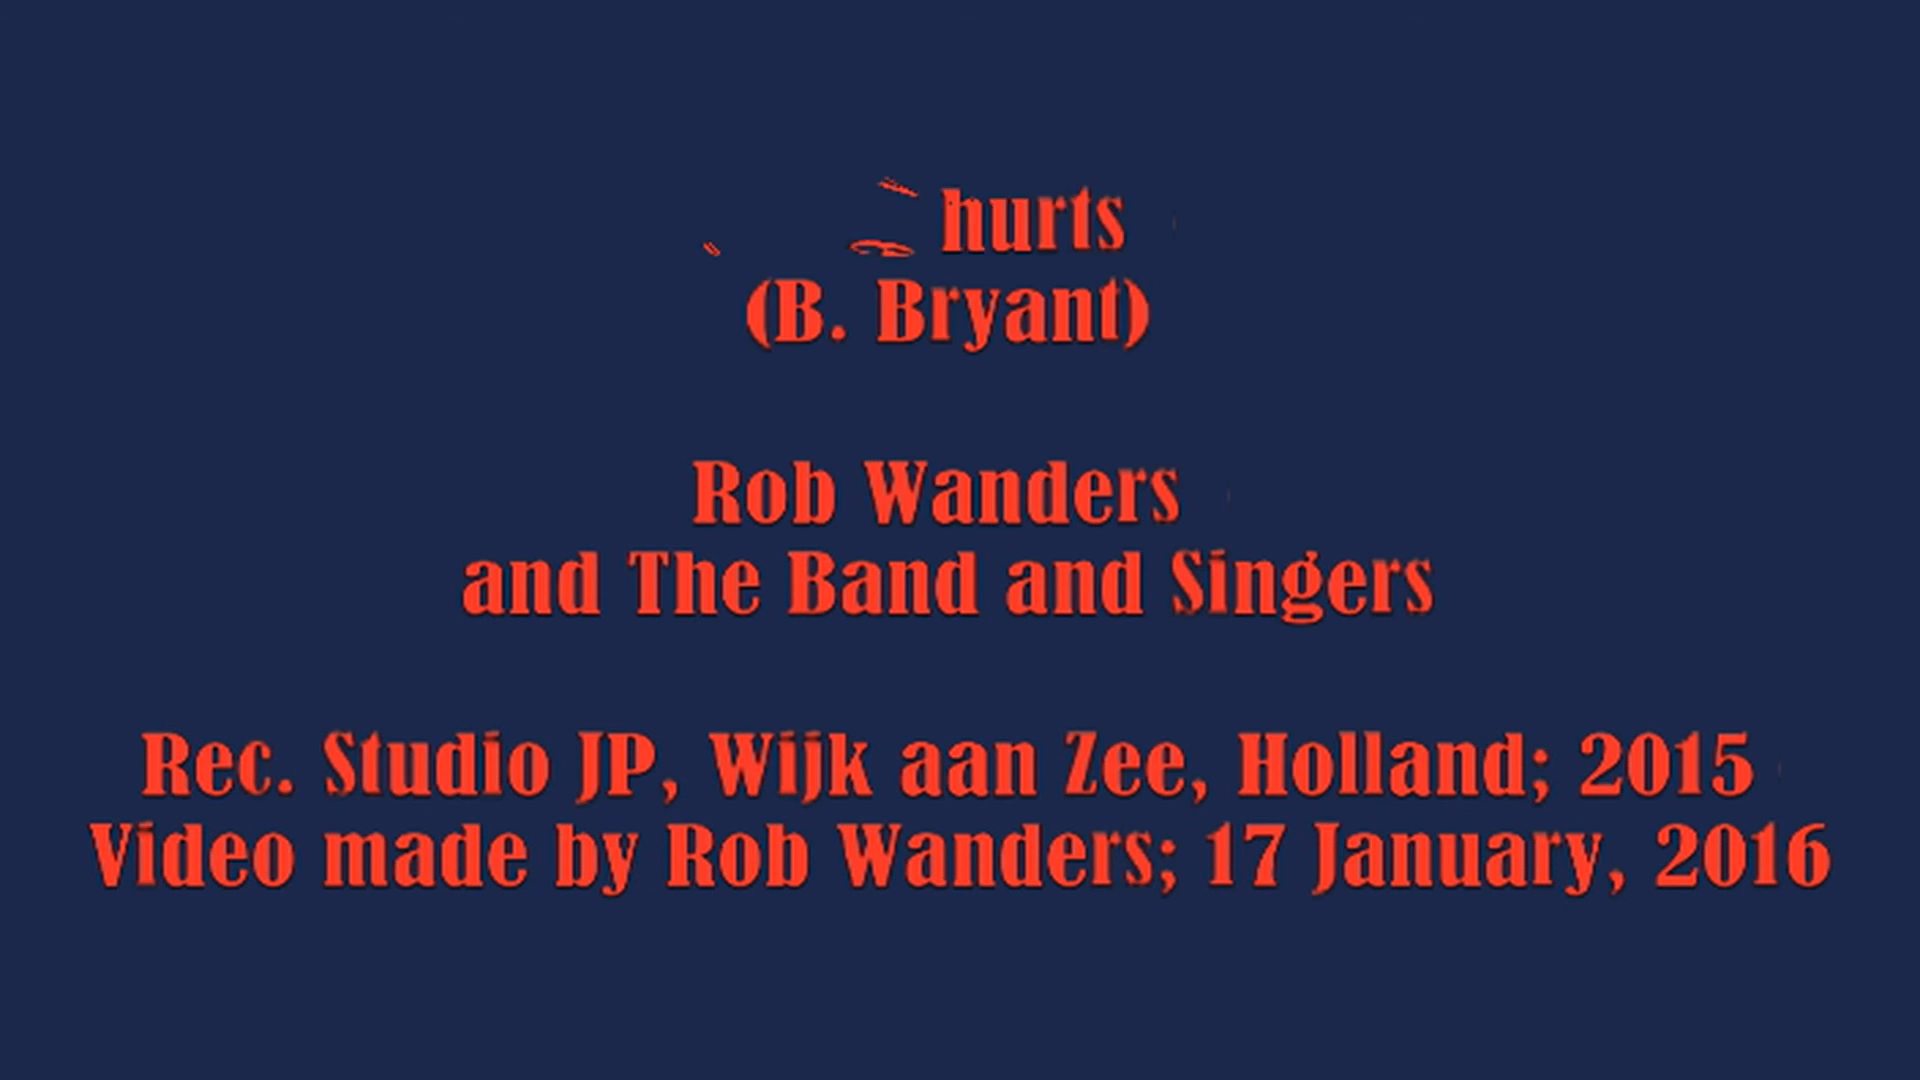 hurts
(B. Bryant)
Rob Wanders
and The Band and Singers
Rec. Studio JP, Wijk aan Zee, Holland; 2015
Video made by Rob Wanders; 17 January, 2016